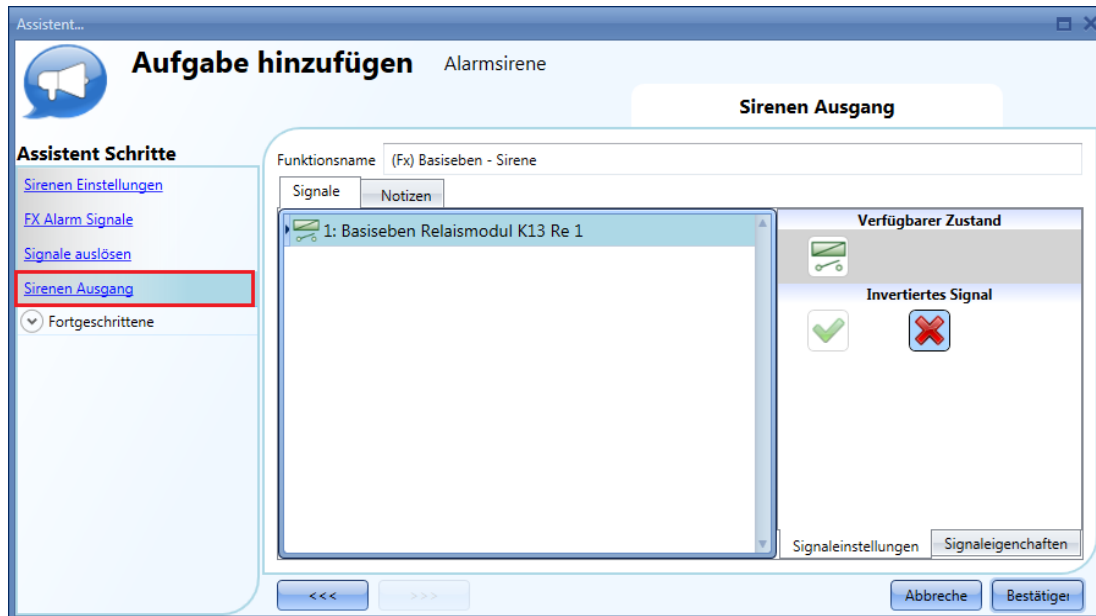 Assistent...
Aufgabe hinzufügen Alarmsirene
Sirenen Ausgang
Assistent Schritte
Sirenen Einstellungen
FX Alarm Signale
Signale auslösen
Sirenen Ausgang
Fortgeschrittene
Funktionsname (Fx) Basiseben - Sirene
Signale Notizen
1: Basiseben Relaismodul K13 Re 1
Verfügbarer Zustand
Invertiertes Signal
Signaleinstellungen Signaleigenchaften
<<< >>> Abbreche Bestätiger